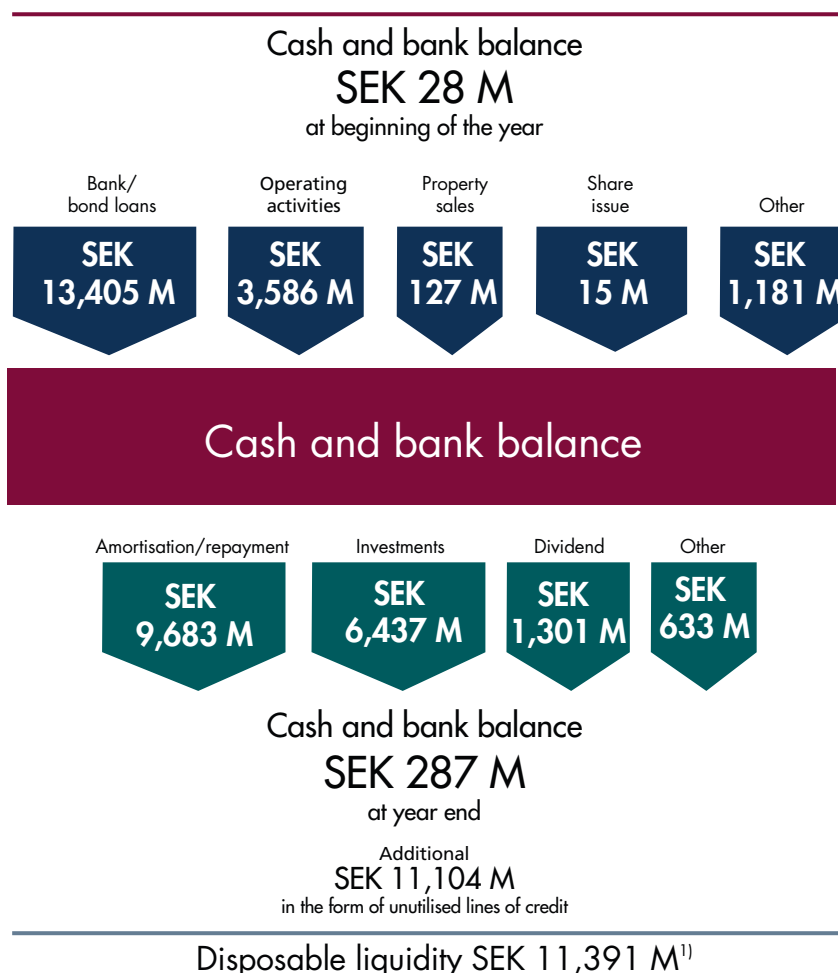 Cash and bank balance
SEK 28 M
at beginning of the year
Bank/
bond loans
SEK
13,405 M
Operating
activities
SEK
3,586 M
Property
sales
SEK
127 M
Share
issue
SEK
15 M
Other
SEK
1,181 M
Cash and bank balance
Amortisation/repayment
SEK
9,683 M
Investments
SEK
6,437 M
Dividend
SEK
1,301 M
Other
SEK
633 M
Cash and bank balance
SEK 287 M
at year end
Additional
SEK 11,104 M
in the form of unutilised lines of credit
Disposable liquidity SEK 11,391 M¹⁾